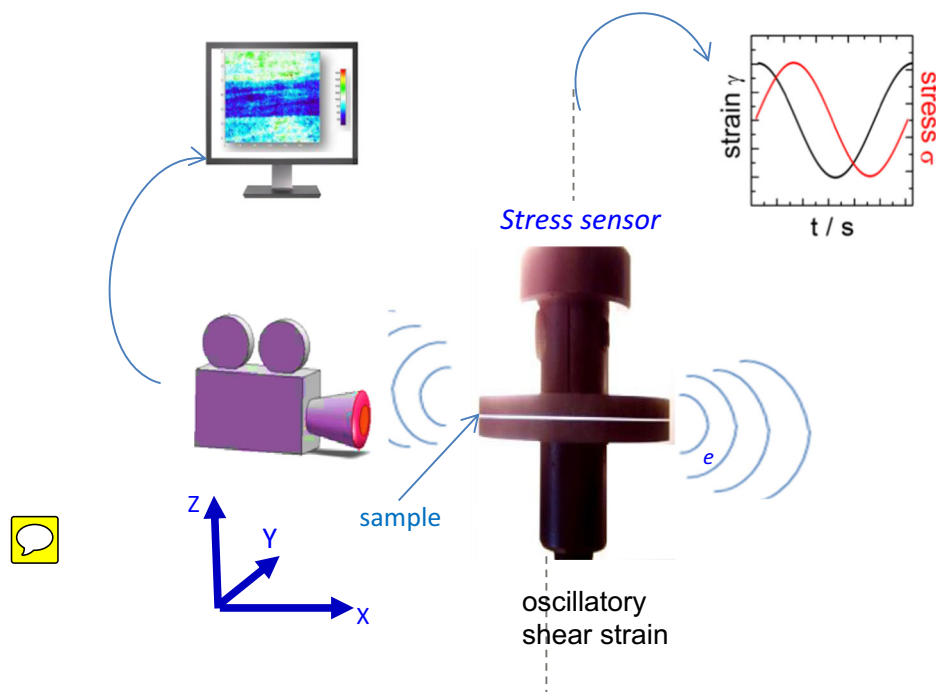 strain γ
stress σ
t / s
Stress sensor
e
sample
Z
Y
X
oscillatory
shear strain